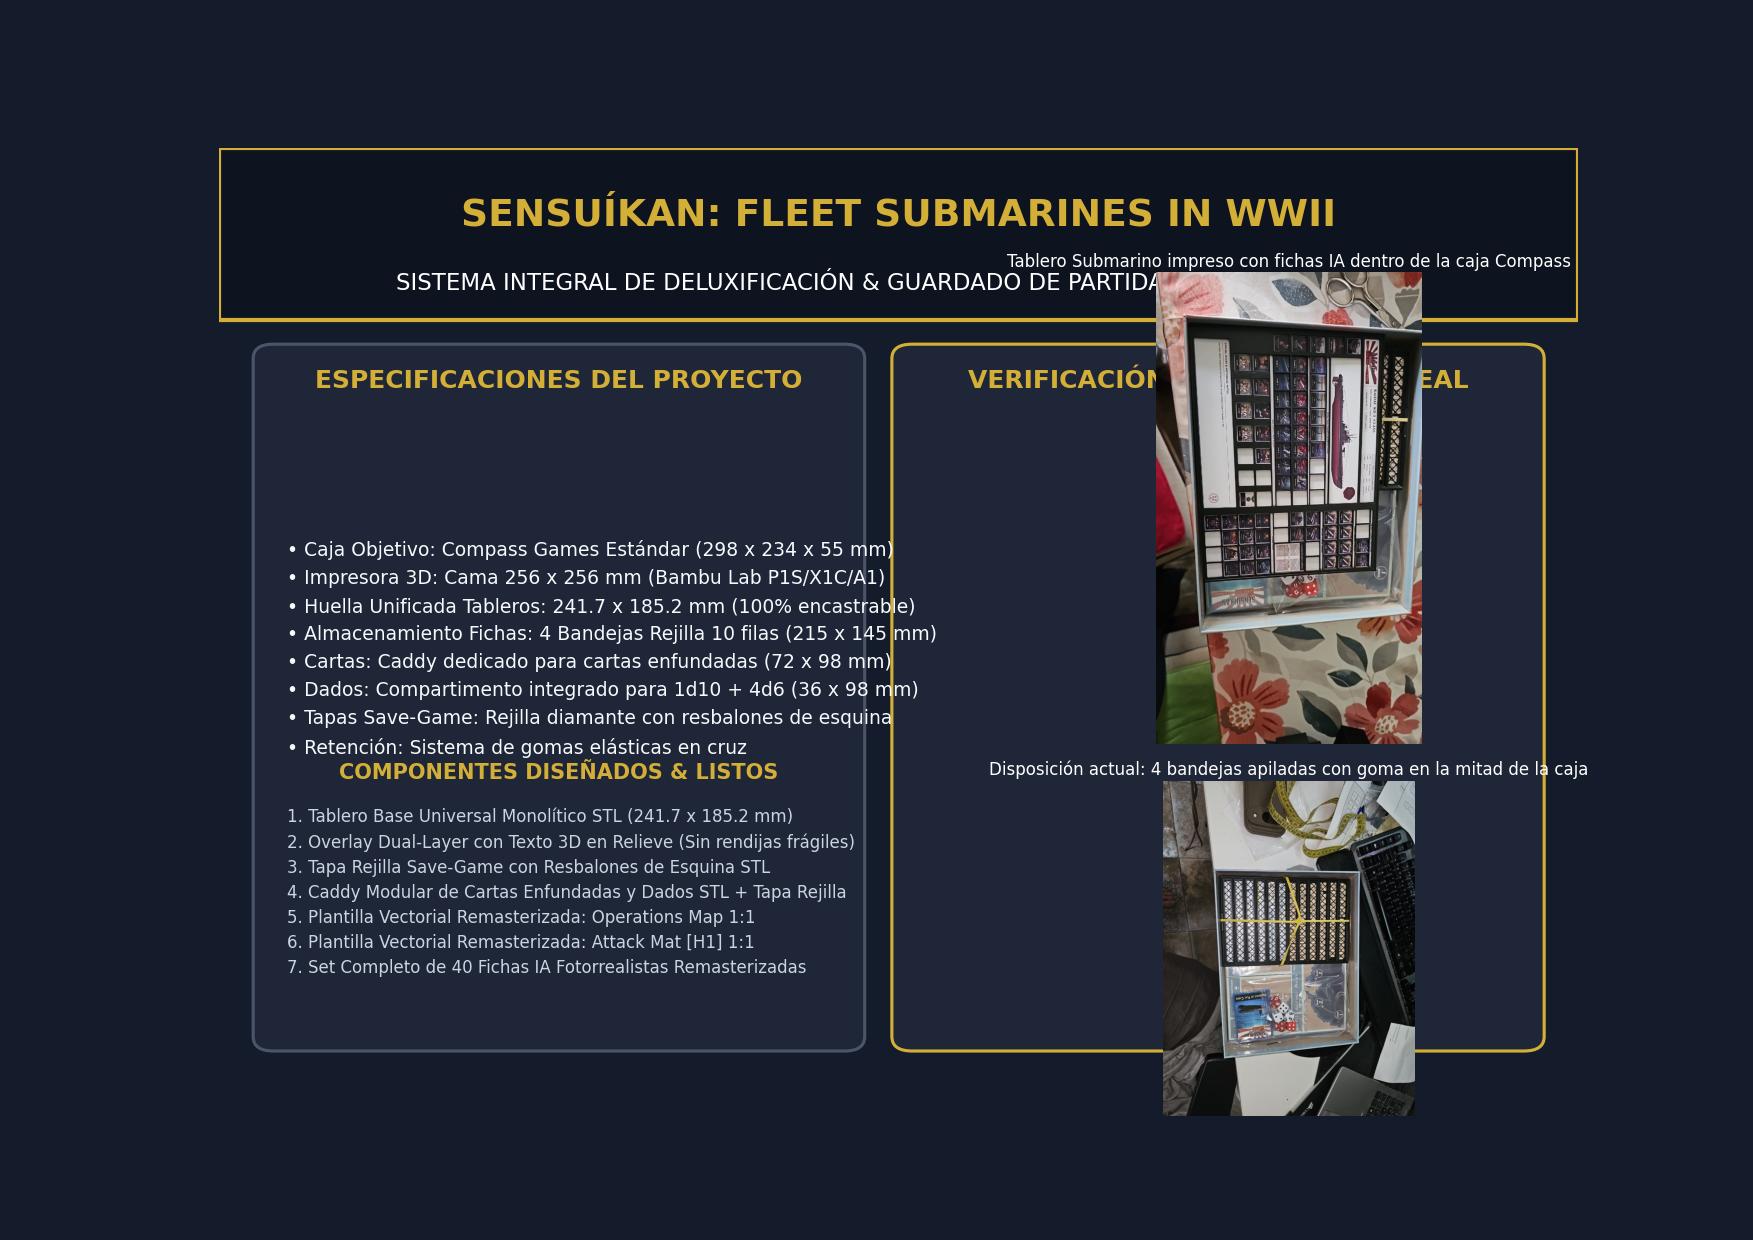 SENSUÍKAN: FLEET SUBMARINES IN WWII
Tablero Submarino impreso con fichas IA dentro de la caja Compass
SISTEMA INTEGRAL DE DELUXIFICACIÓN & GUARDADO DE PARTIDA
ESPECIFICACIONES DEL PROYECTO
• Caja Objetivo: Compass Games Estándar (298 x 234 x 55 mm)
• Impresora 3D: Cama 256 x 256 mm (Bambu Lab P1S/X1C/A1)
• Huella Unificada Tableros: 241.7 x 185.2 mm (100% encastrable)
• Almacenamiento Fichas: 4 Bandejas Rejilla 10 filas (215 x 145 mm)
• Cartas: Caddy dedicado para cartas enfundadas (72 x 98 mm)
• Dados: Compartimento integrado para 1d10 + 4d6 (36 x 98 mm)
• Tapas Save-Game: Rejilla diamante con resbalones de esquina
• Retención: Sistema de gomas elásticas en cruz
COMPONENTES DISEÑADOS & LISTOS
1. Tablero Base Universal Monolítico STL (241.7 x 185.2 mm)
2. Overlay Dual-Layer con Texto 3D en Relieve (Sin rendijas frágiles)
3. Tapa Rejilla Save-Game con Resbalones de Esquina STL
4. Caddy Modular de Cartas Enfundadas y Dados STL + Tapa Rejilla
5. Plantilla Vectorial Remasterizada: Operations Map 1:1
6. Plantilla Vectorial Remasterizada: Attack Mat [H1] 1:1
7. Set Completo de 40 Fichas IA Fotorrealistas Remasterizadas
VERIFICACIÓN EAL
Disposición actual: 4 bandejas apiladas con goma en la mitad de la caja